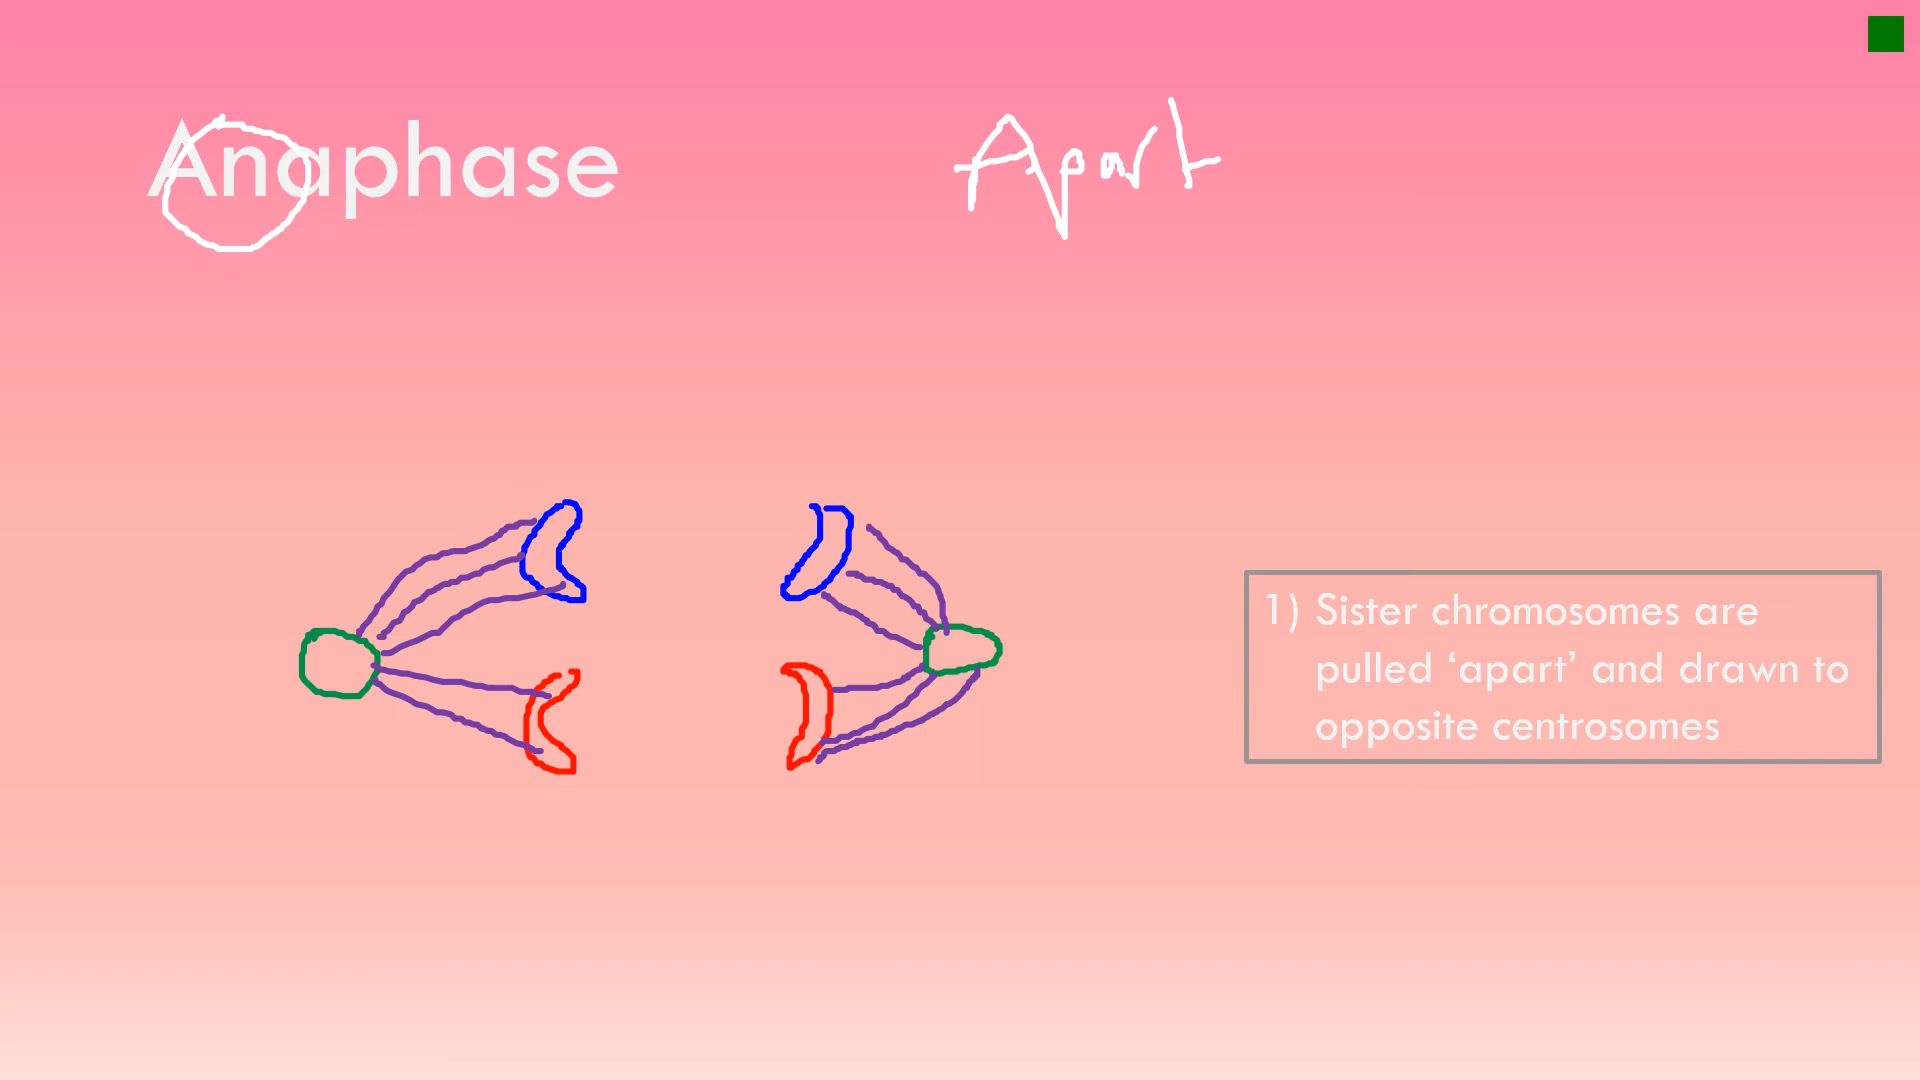 Anaphase
Apart
1) Sister chromosomes are
pulled ‘apart’ and drawn to
opposite centrosomes